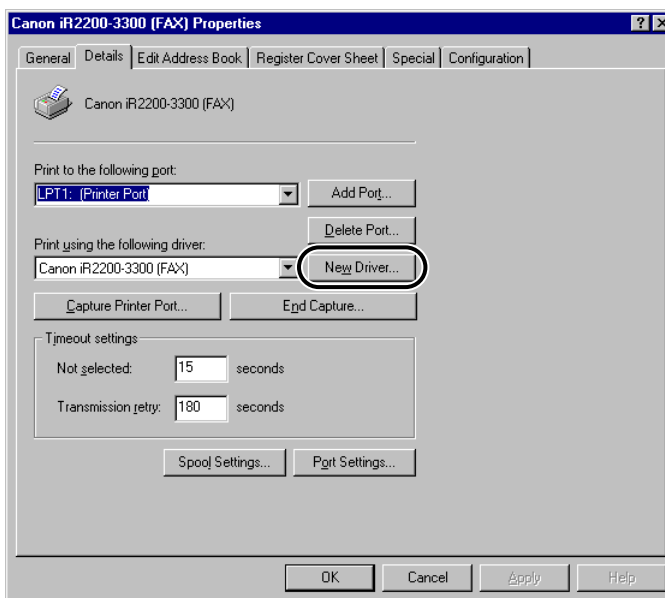 Canon iR2200-3300 (FAX) Properties
General Details Edit Address Book Register Cover Sheet Special Configuration
Canon iR2200-3300 (FAX)
Print to the following port:
LPT1: (Printer Port) Add Port...
Delete Port...
Print using the following driver:
Canon iR2200-3300 (FAX) New Driver...
Capture Printer Port... End Capture...
Timeout settings
Not selected: 15 seconds
Transmission retry: 180 seconds
Spool Settings... Port Settings...
OK Cancel Apply Help